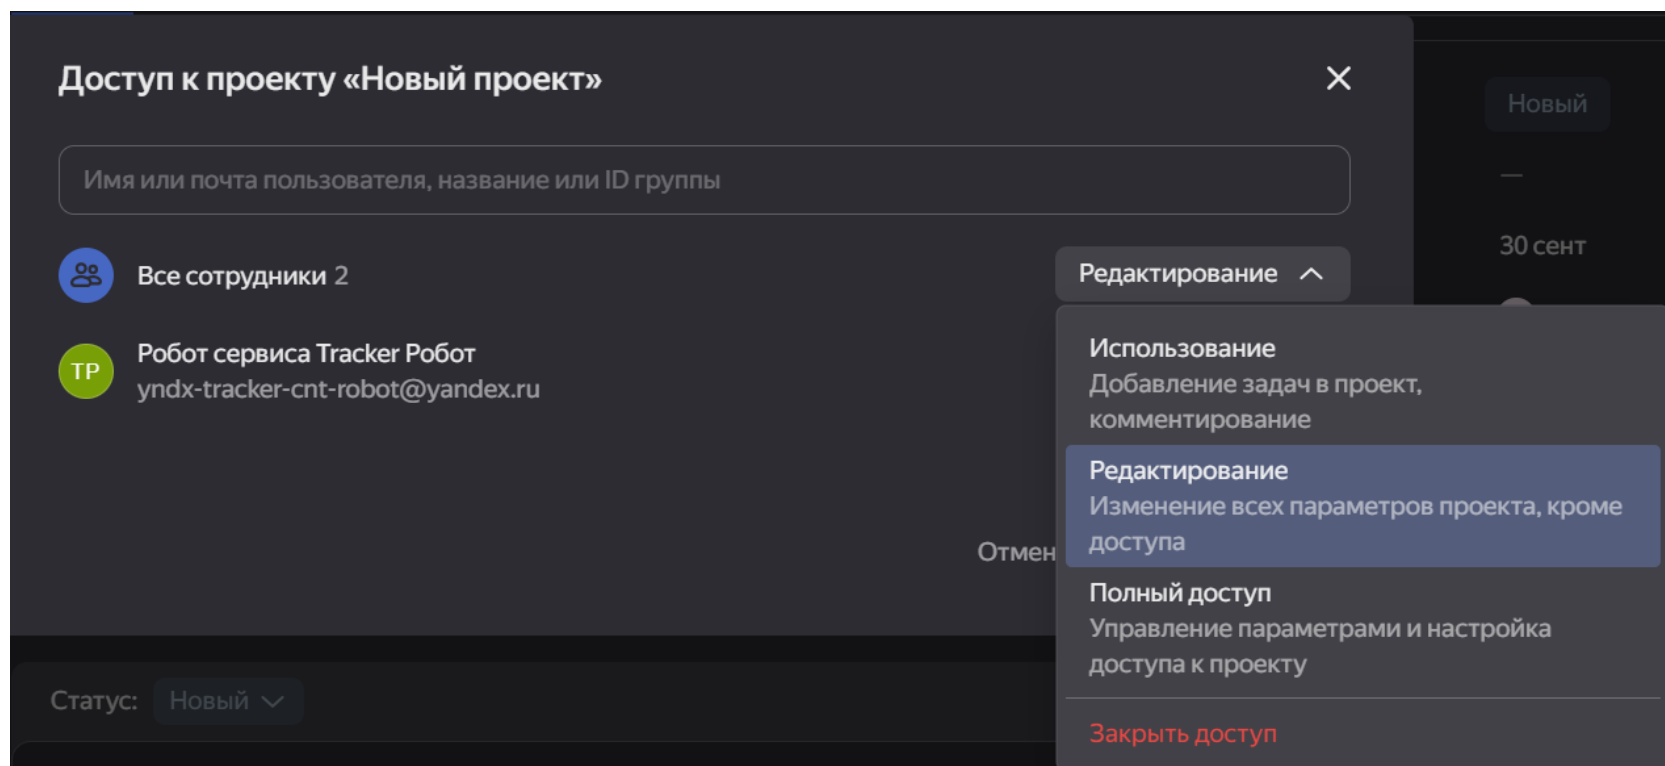 Доступ к проекту «Новый проект»
Новый
Имя или почта пользователя, название или ID группы
—
30 сент
Все сотрудники 2
Редактирование
ТР
Робот сервиса Tracker Робот
yndx-tracker-cnt-robot@yandex.ru
Использование
Добавление задач в проект,
комментирование
Редактирование
Изменение всех параметров проекта, кроме
доступа
Отмен
Полный доступ
Управление параметрами и настройка
доступа к проекту
Закрыть доступ
Статус: Новый